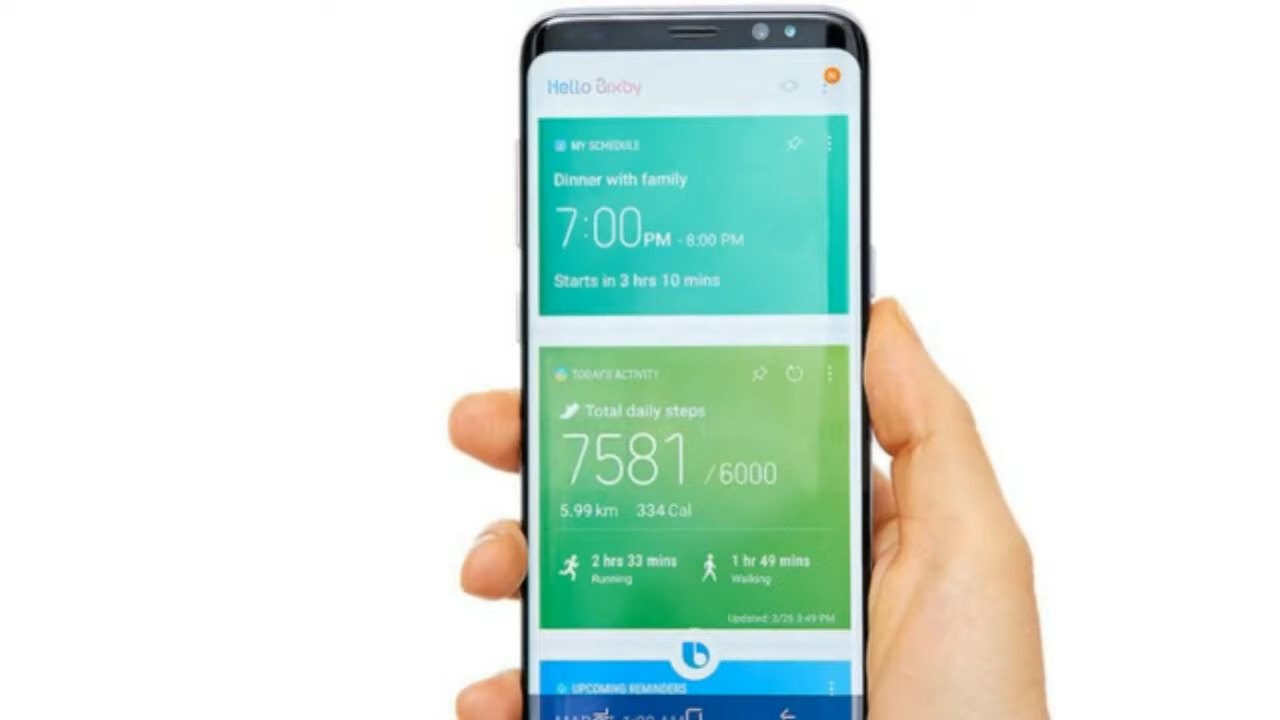 Hello Bixby
N
MY SCHEDULE
Dinner with family
7:00 PM - 8:00 PM
Starts in 3 hrs 10 mins
TODAY'S ACTIVITY
Total daily steps
7581 /6000
5.99 km 334 Cal
2 hrs 33 mins 1 hr 49 mins
Running Walking
Updated: 3/26 3:49 PM
b
UPCOMING REMINDERS